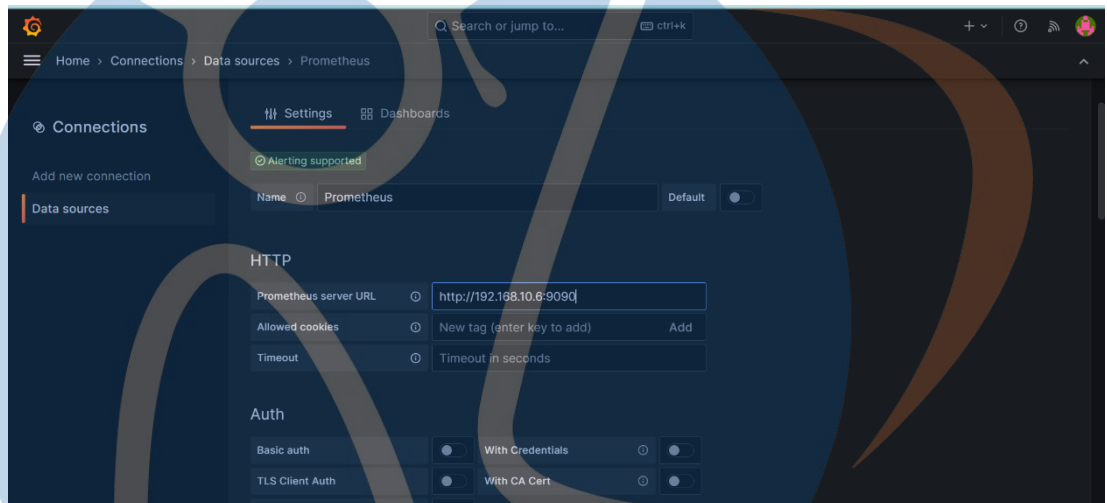 Search or jump to... ctrl+k
Home > Connections > Data sources > Prometheus
Connections
Add new connection
Data sources
Settings Dashboards
Alerting supported
Name Prometheus Default
HTTP
Prometheus server URL http://192.168.10.6:9090
Allowed cookies New tag (enter key to add) Add
Timeout Timeout in seconds
Auth
Basic auth With Credentials
TLS Client Auth With CA Cert